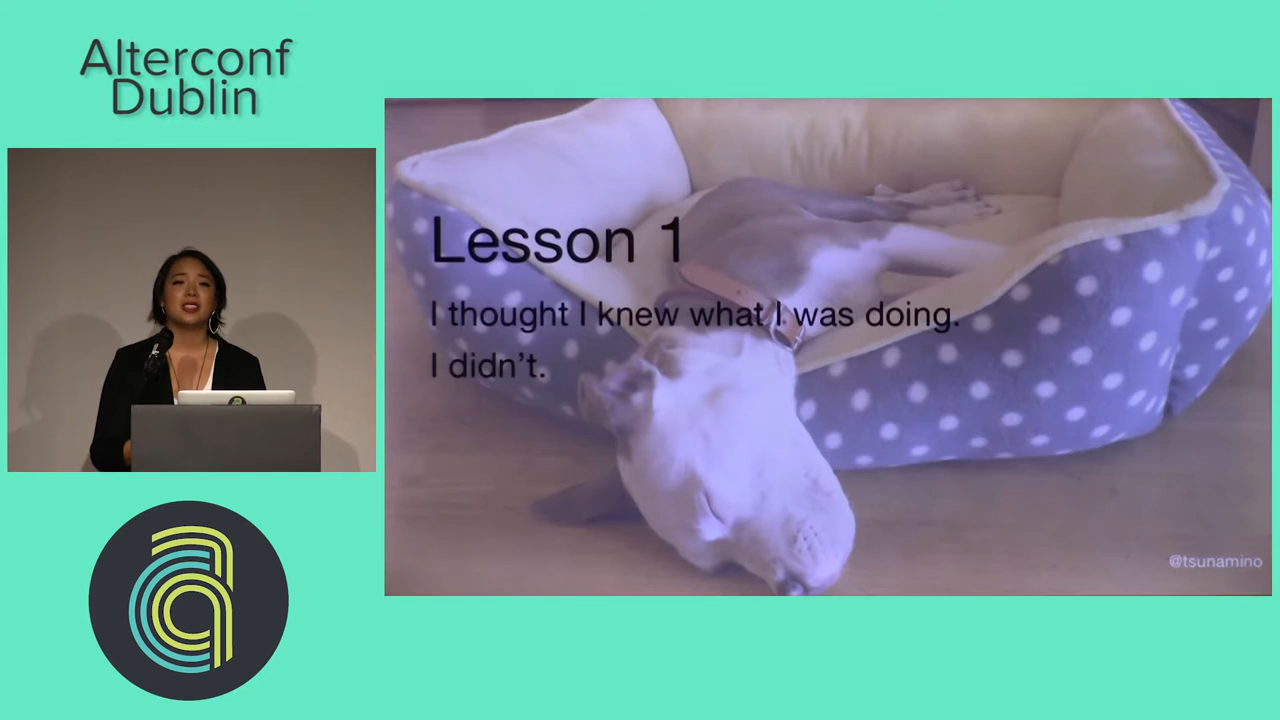 Alterconf
Dublin
Lesson 1
I thought I knew what I was doing.
I didn't.
@tsunamino